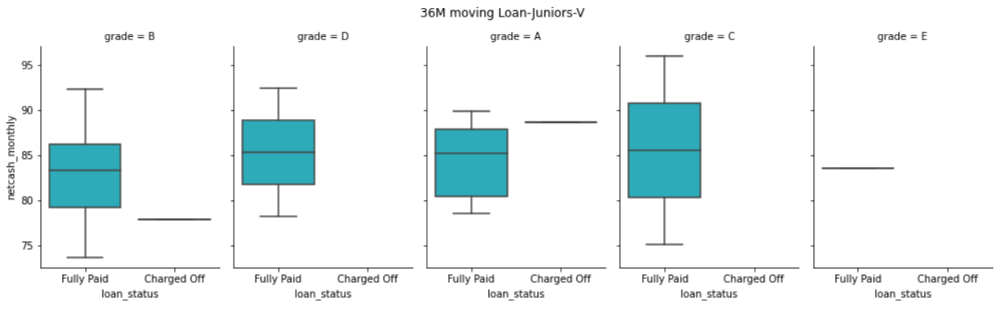 36M moving Loan-Juniors-V
grade = B
grade = D
grade = A
grade = C
grade = E
netcash_monthly
95
90
85
80
75
Fully Paid Charged Off
loan_status
Fully Paid Charged Off
loan_status
Fully Paid Charged Off
loan_status
Fully Paid Charged Off
loan_status
Fully Paid Charged Off
loan_status